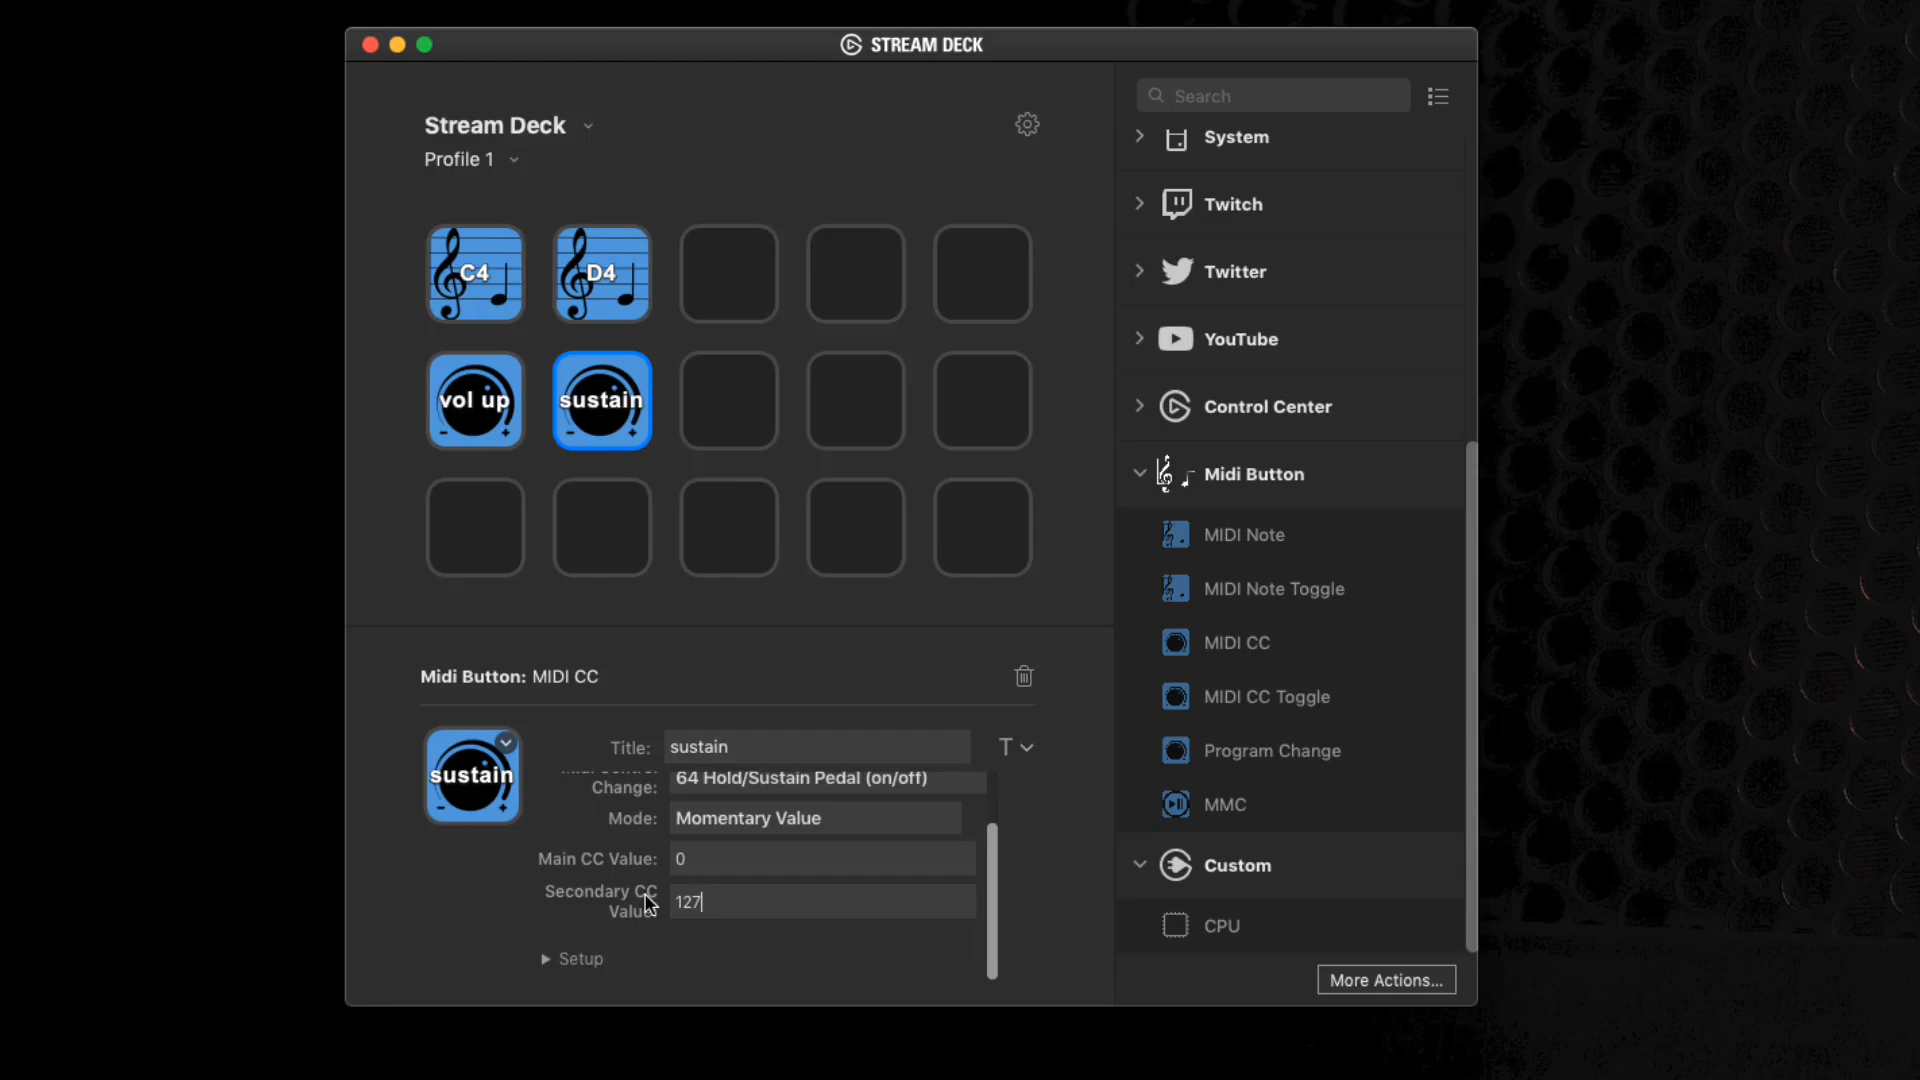 STREAM DECK
Stream Deck
Profile 1
C4
D4
vol up
sustain
Midi Button: MIDI CC
sustain
Title: sustain
Change: 64 Hold/Sustain Pedal (on/off)
Mode: Momentary Value
Main CC Value: 0
Secondary CC
Value 127
Setup
Search
System
Twitch
Twitter
YouTube
Control Center
Midi Button
MIDI Note
MIDI Note Toggle
MIDI CC
MIDI CC Toggle
Program Change
MMC
Custom
CPU
More Actions...